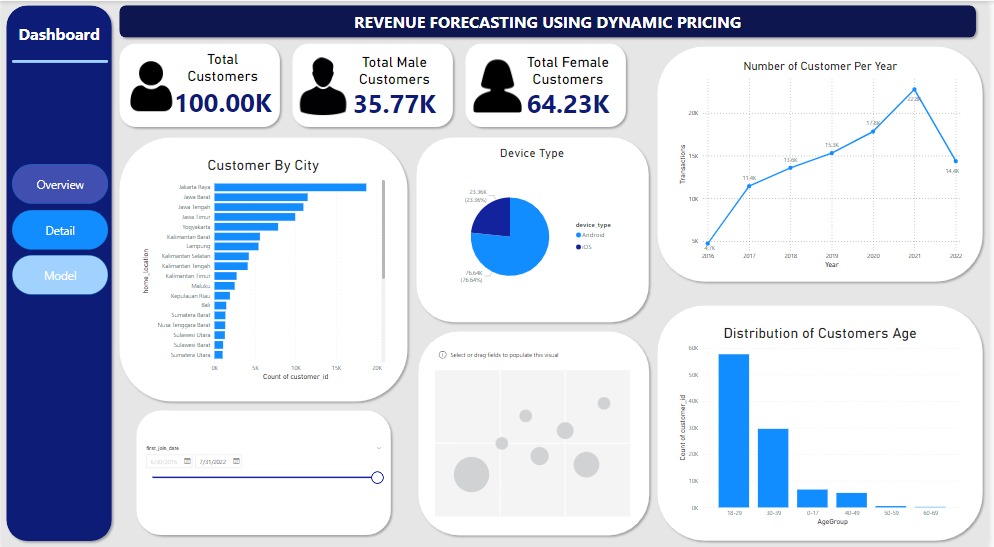 REVENUE FORECASTING USING DYNAMIC PRICING
Dashboard
Overview
Detail
Model
Total
Customers
100.00K
Total Male
Customers
35.77K
Total Female
Customers
64.23K
Number of Customer Per Year
Transactions
20K
15K
10K
5K
4.7K
11.4K
13.6K
15.3K
17.8K
22.8K
14.4K
2016
2017
2018
2019
2020
2021
2022
Year
Customer By City
home_location
Jakarta Raya
Jawa Barat
Jawa Tengah
Jawa Timur
Yogyakarta
Kalimantan Barat
Lampung
Kalimantan Selatan
Kalimantan Tengah
Kalimantan Timur
Maluku
Kepulauan Riau
Bali
Sumatera Barat
Nusa Tenggara Barat
Sulawesi Utara
Sulawesi Barat
Sumatera Utara
0K
5K
10K
15K
20K
Count of customer_id
Device Type
23.36K
(23.36%)
76.64K
(76.64%)
device_type
Android
iOS
Select or drag fields to populate this visual
first_join_date
6/30/2016
7/31/2022
Distribution of Customers Age
Count of customer_id
60K
50K
40K
30K
20K
10K
0K
18-29
30-39
0-17
40-49
50-59
60-69
AgeGroup